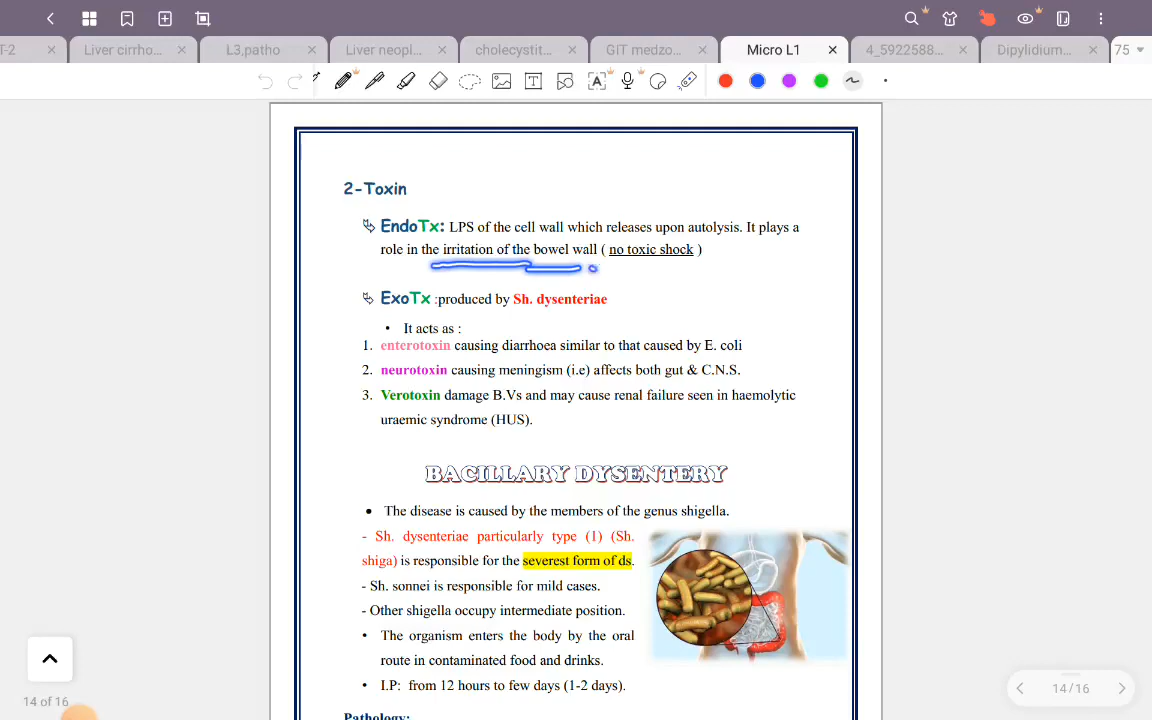 T-2
Liver cirrho...
L3,patho
Liver neopl...
cholecystit...
GIT medzo...
Micro L1
4_5922588...
Dipylidium...
75
2-Toxin
EndoTx: LPS of the cell wall which releases upon autolysis. It plays a
role in the irritation of the bowel wall ( no toxic shock )
ExoTx :produced by Sh. dysenteriae
• It acts as :
1. enterotoxin causing diarrhoea similar to that caused by E. coli
2. neurotoxin causing meningism (i.e) affects both gut & C.N.S.
3. Verotoxin damage B.Vs and may cause renal failure seen in haemolytic
uraemic syndrome (HUS).
BACILLARY DYSENTERY
• The disease is caused by the members of the genus shigella.
- Sh. dysenteriae particularly type (1) (Sh.
shiga) is responsible for the severest form of ds.
- Sh. sonnei is responsible for mild cases.
- Other shigella occupy intermediate position.
• The organism enters the body by the oral
route in contaminated food and drinks.
• I.P: from 12 hours to few days (1-2 days).
Pathology:
14 of 16
14/16